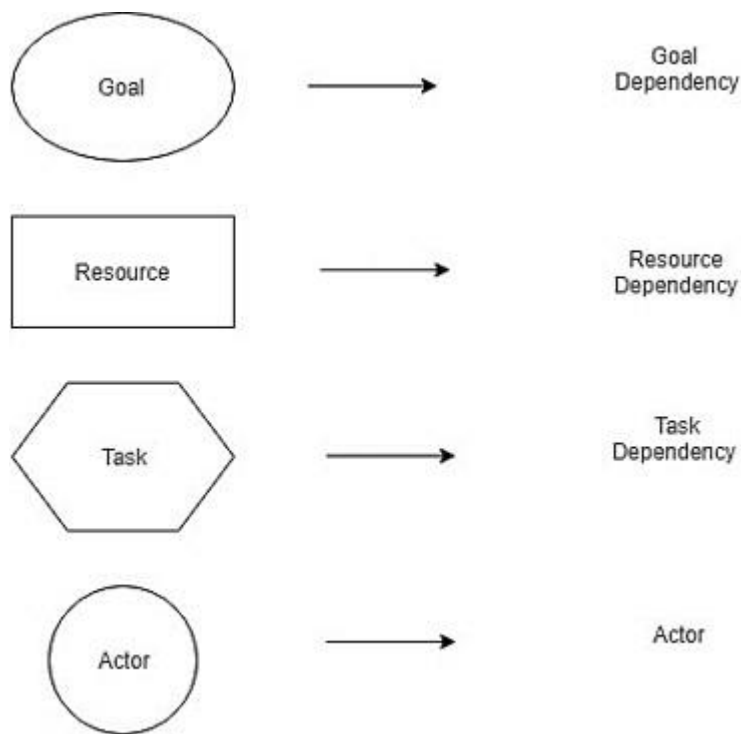 Goal
Goal
Dependency
Resource
Resource
Dependency
Task
Task
Dependency
Actor
Actor